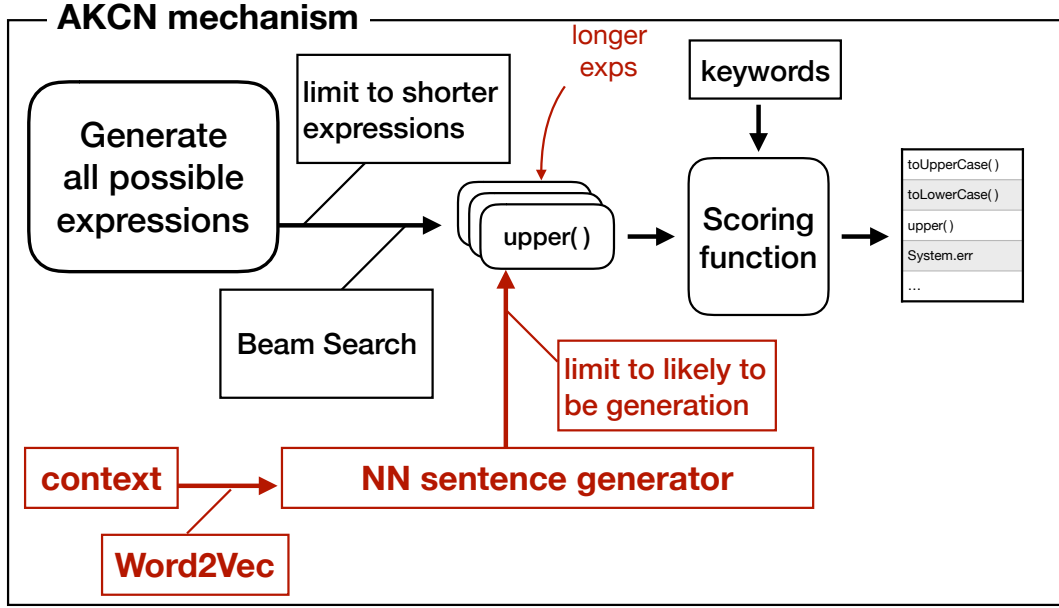 AKCN mechanism
longer
exps
keywords
limit to shorter
expressions
Generate
all possible
expressions
toUpperCase( )
toLowerCase( )
upper( )
System.err
...
upper( )
Scoring
function
Beam Search
limit to likely to
be generation
context
NN sentence generator
Word2Vec